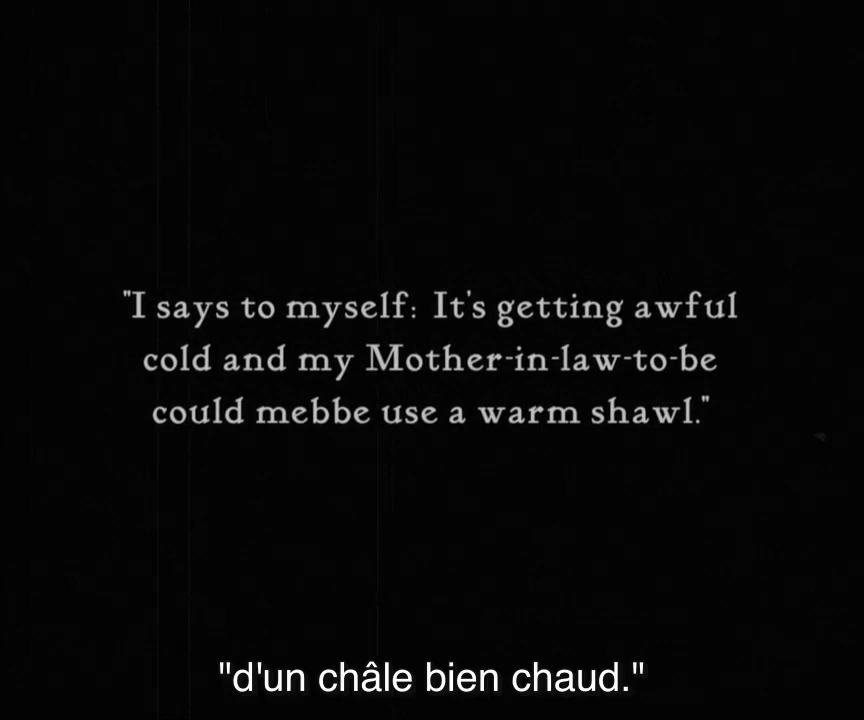 "I says to myself: It's getting awful
cold and my Mother-in-law-to-be
could mebbe use a warm shawl."
"d'un châle bien chaud."